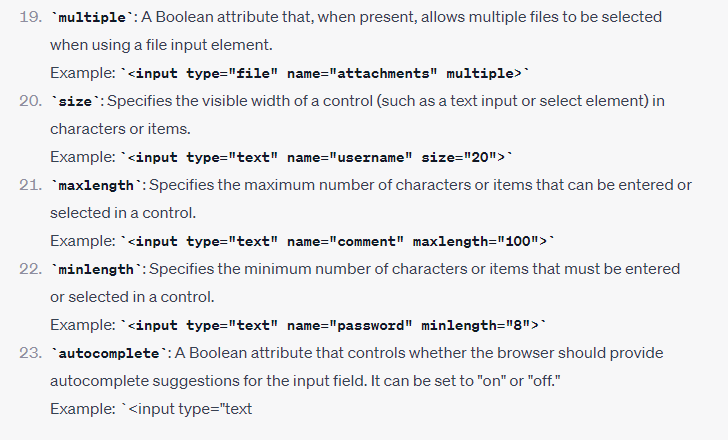 19. `multiple`: A Boolean attribute that, when present, allows multiple files to be selected
when using a file input element.
Example: `<input type="file" name="attachments" multiple>`
20. `size`: Specifies the visible width of a control (such as a text input or select element) in
characters or items.
Example: `<input type="text" name="username" size="20">`
21. `maxlength`: Specifies the maximum number of characters or items that can be entered or
selected in a control.
Example: `<input type="text" name="comment" maxlength="100">`
22. `minlength`: Specifies the minimum number of characters or items that must be entered
or selected in a control.
Example: `<input type="text" name="password" minlength="8">`
23. `autocomplete`: A Boolean attribute that controls whether the browser should provide
autocomplete suggestions for the input field. It can be set to "on" or "off."
Example: `<input type="text